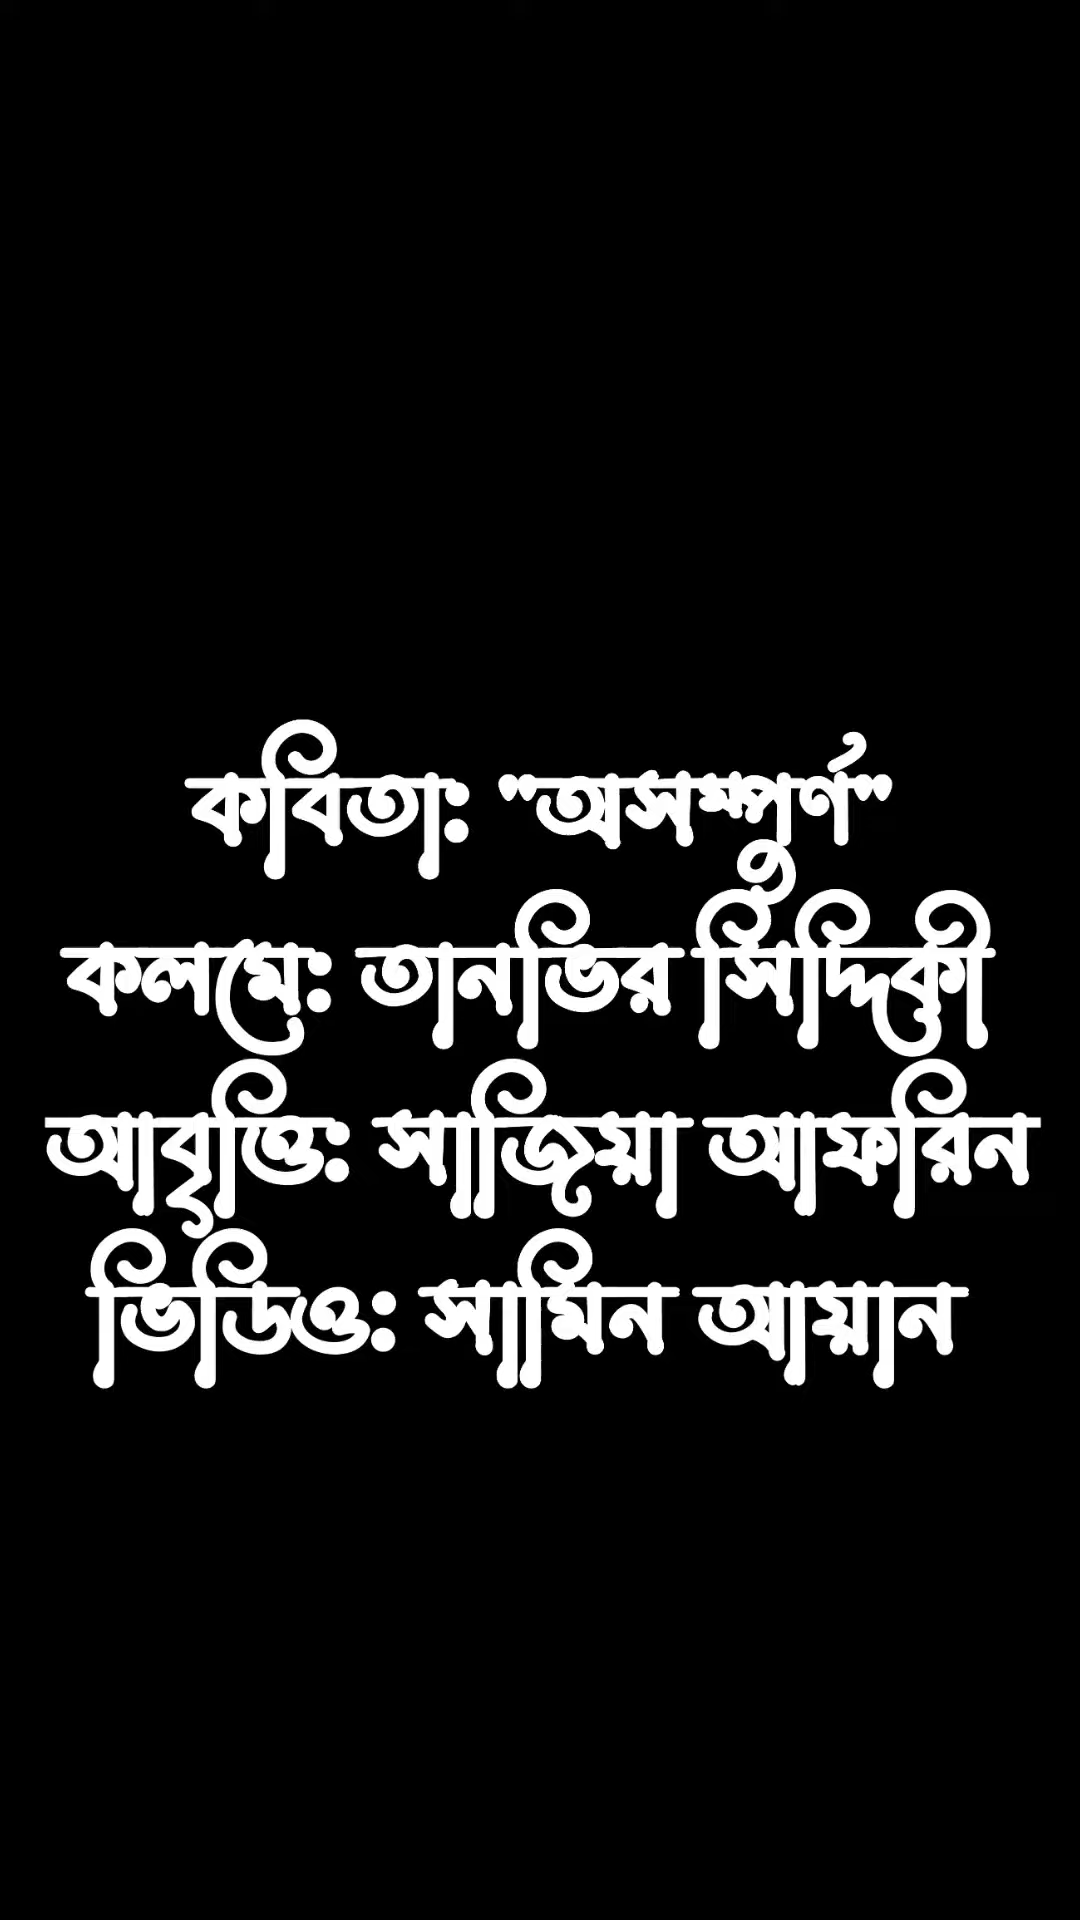 কবিতা: "অসম্পুর্ণ"
কলমে: তানভির সিদ্দিকী
আবৃত্তি: সাজিয়া আফরিন
ভিডিও: সামিন আয়ান